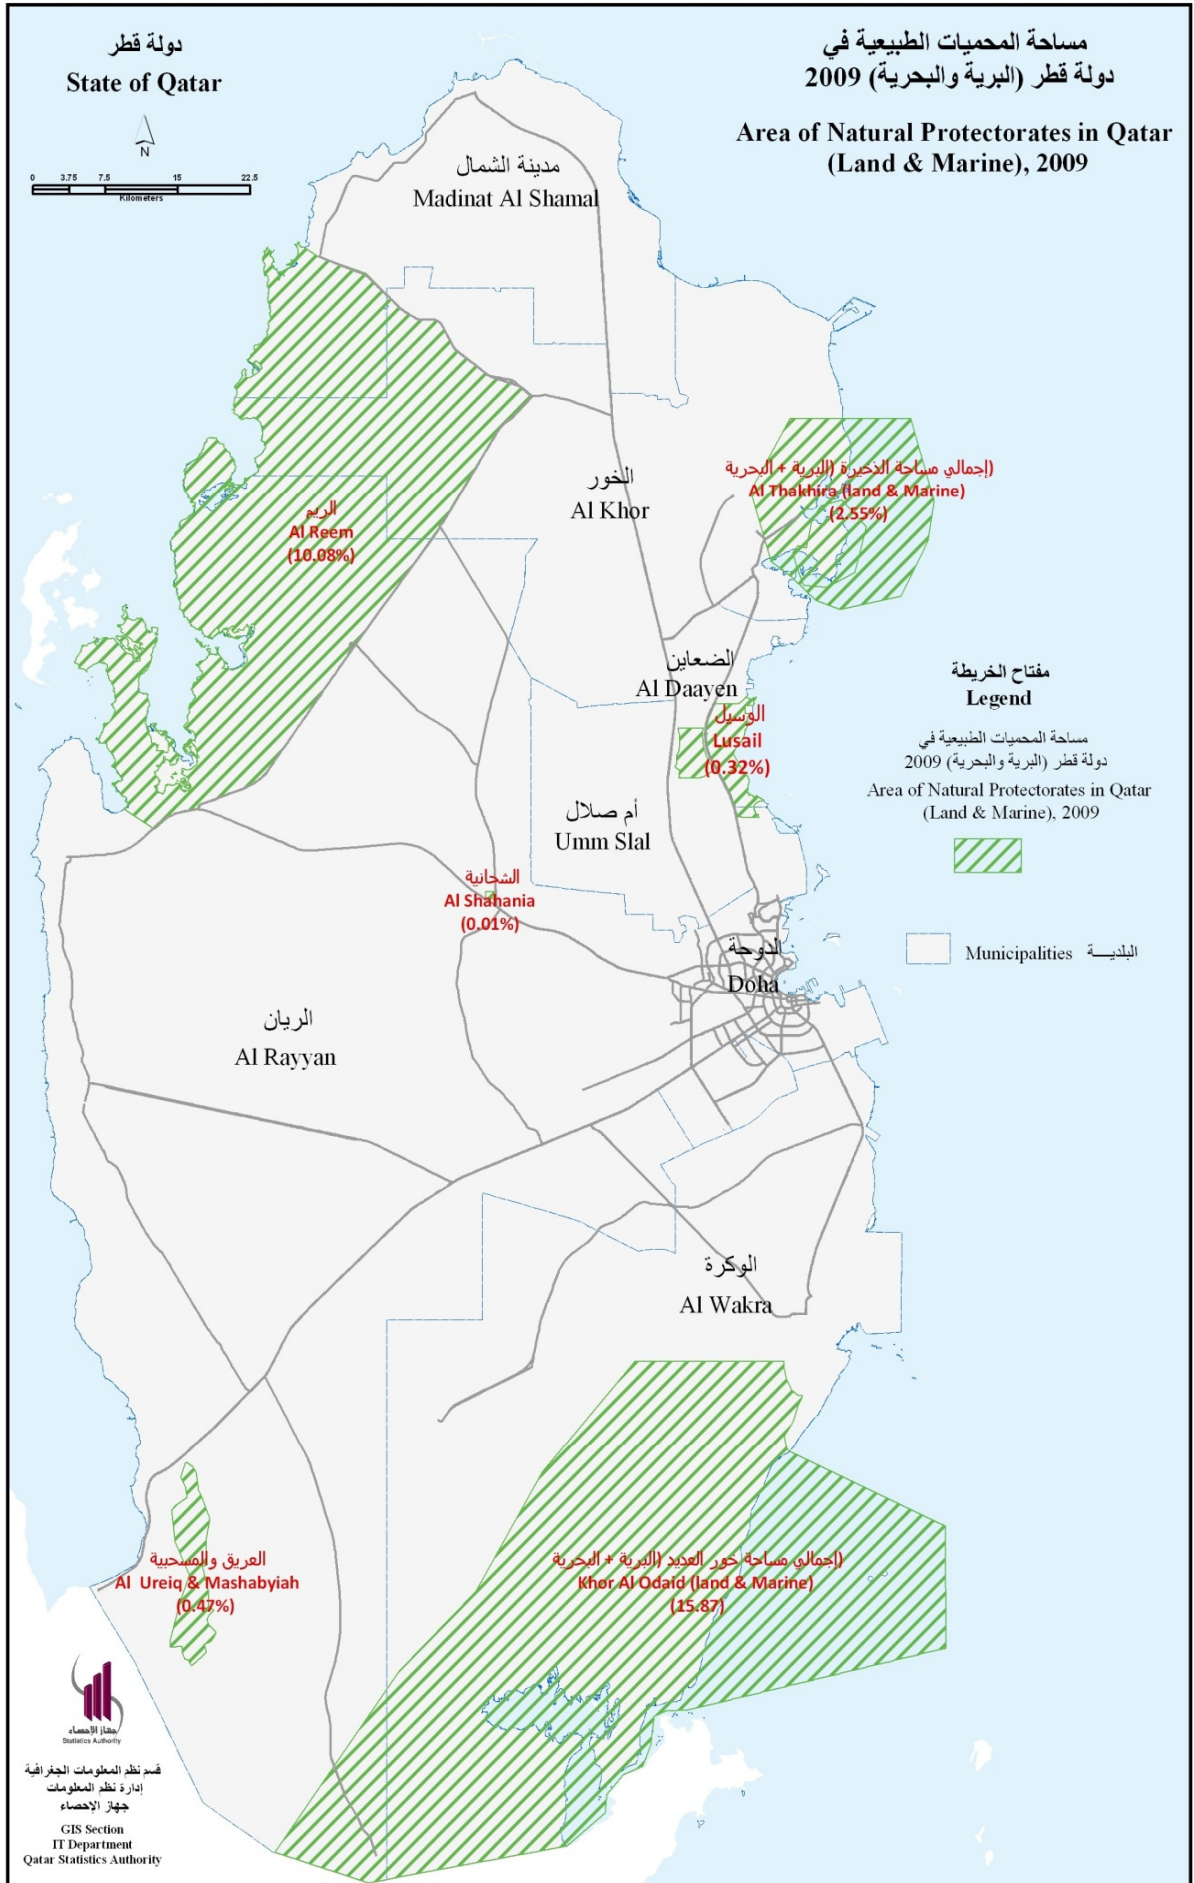 دولة قطر
State of Qatar
N
0 3.75 7.5 15 22.5
Kilometers
مساحة المحميات الطبيعية في
دولة قطر (البرية والبحرية) 2009
Area of Natural Protectorates in Qatar
(Land & Marine), 2009
مدينة الشمال
Madinat Al Shamal
الخور
Al Khor
إجمالي مساحة الذخيرة (البرية + البحرية)
Al Thakhira (land & Marine)
(2.55%)
الريم
Al Reem
(10.08%)
الضعاين
Al Daayen
الوسيل
Lusail
(0.32%)
مفتاح الخريطة
Legend
مساحة المحميات الطبيعية في
دولة قطر (البرية والبحرية) 2009
Area of Natural Protectorates in Qatar
(Land & Marine), 2009
Municipalities البلديـــة
أم صلال
Umm Slal
الشحانية
Al Shahania
(0.01%)
الدوحة
Doha
الريان
Al Rayyan
الوكرة
Al Wakra
العريق والمسحبية
Al Ureiq & Mashabyiah
(0.47%)
إجمالي مساحة خور العديد (البرية + البحرية)
Khor Al Odaid (land & Marine)
(15.87)
جهاز الإحصاء
Statistics Authority
قسم نظم المعلومات الجغرافية
إدارة نظم المعلومات
جهاز الإحصاء
GIS Section
IT Department
Qatar Statistics Authority